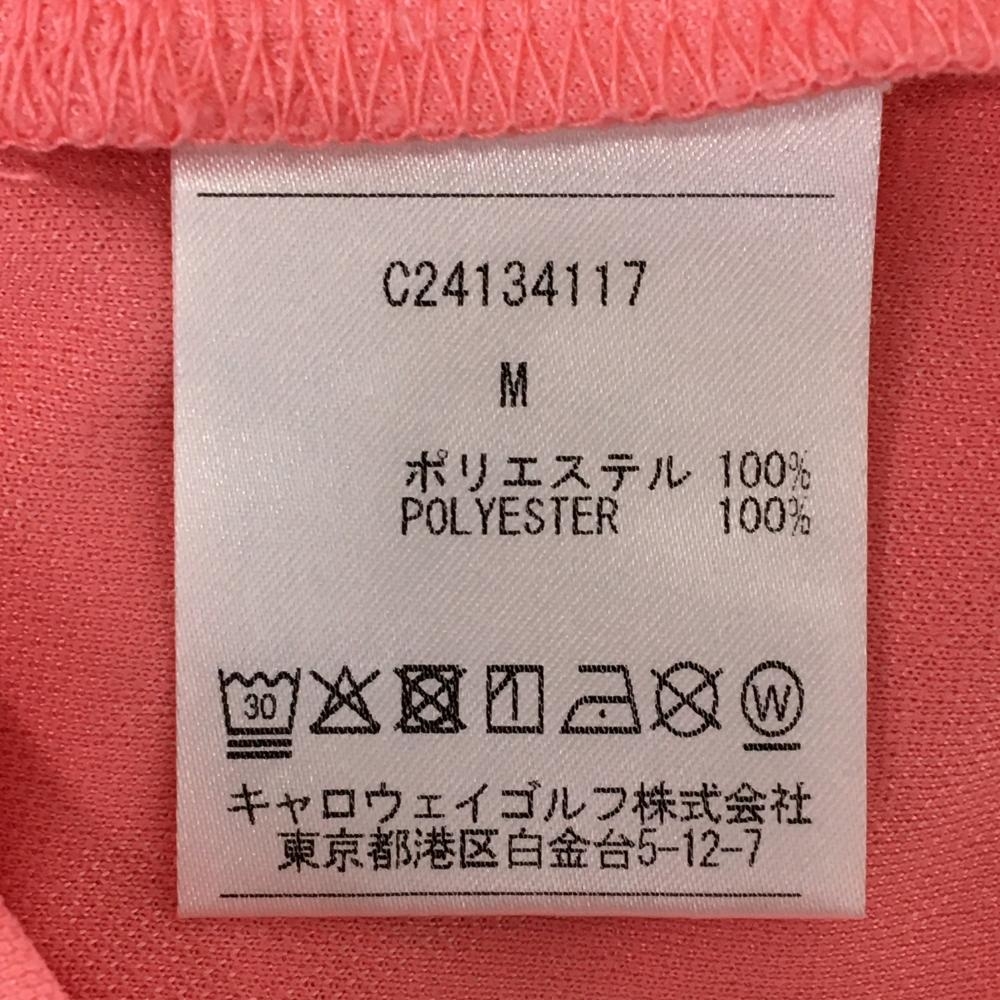 C24134117
M
ポリエステル 100%
POLYESTER 100%
30 W
キャロウェイゴルフ株式会社
東京都港区白金台5-12-7